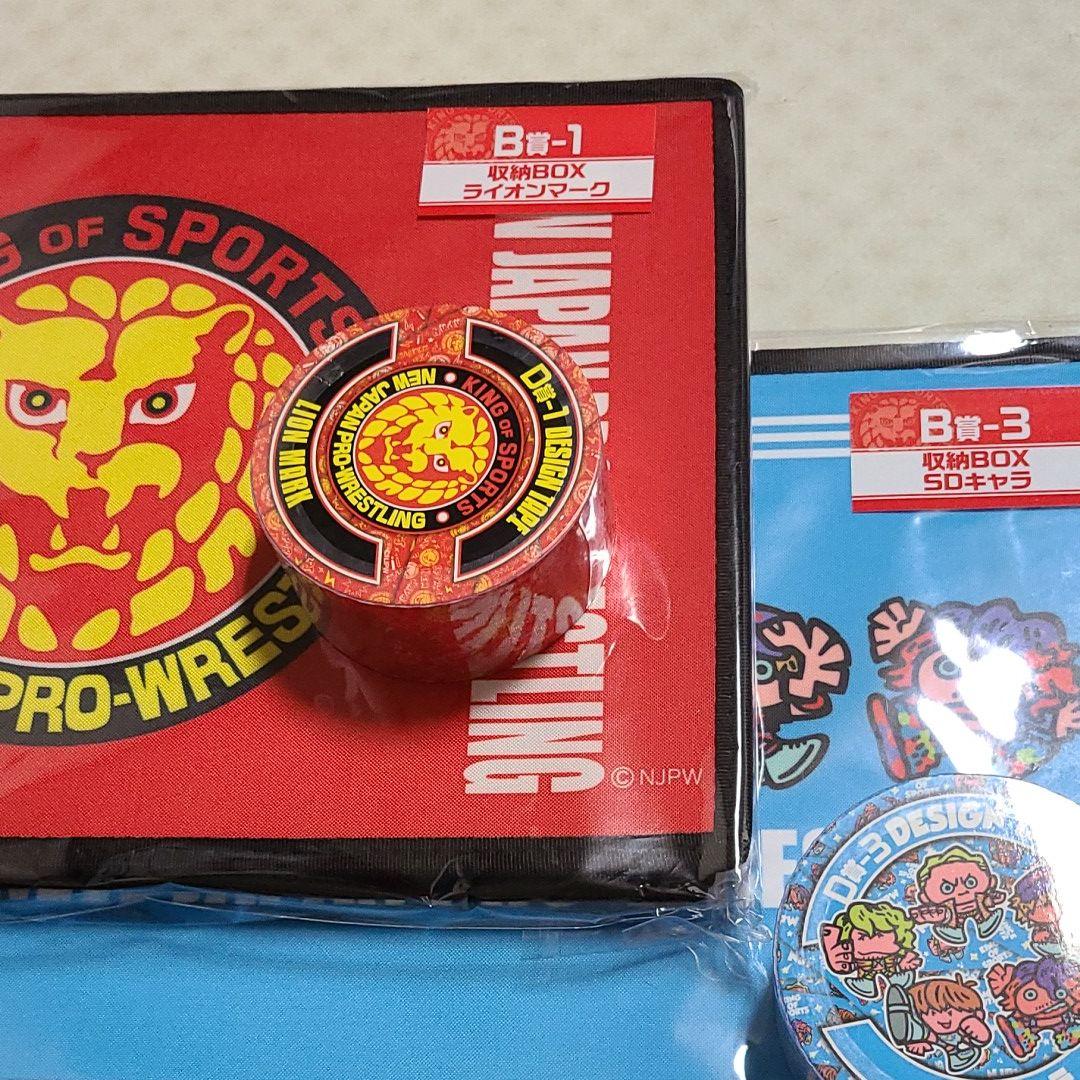 B賞-1
収納BOX
ライオンマーク
OF SPORTS
PRO-WRES
©NJPW
D賞-1 DESIGN TAPE
KING OF SPORTS
NEW JAPAN PRO-WRESTLING
LION MARK
B賞-3
収納BOX
SDキャラ
D賞-3 DESIGN